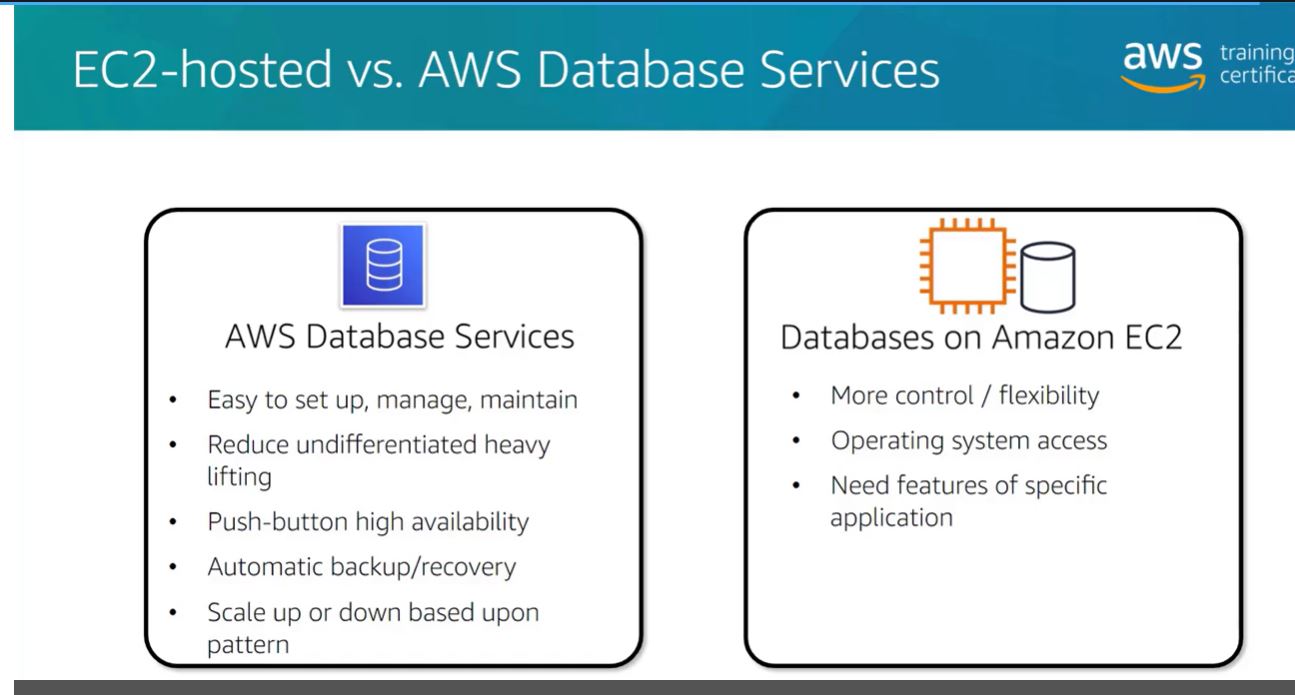 EC2-hosted vs. AWS Database Services
aws training
AWS Database Services
• Easy to set up, manage, maintain
• Reduce undifferentiated heavy
lifting
• Push-button high availability
• Automatic backup/recovery
• Scale up or down based upon
pattern
Databases on Amazon EC2
• More control / flexibility
• Operating system access
• Need features of specific
application